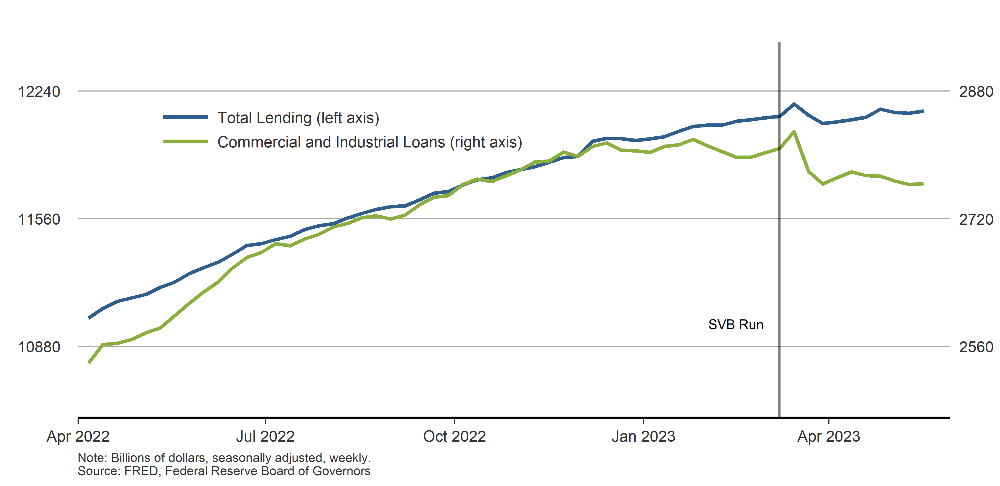 12240
2880
Total Lending (left axis)
Commercial and Industrial Loans (right axis)
11560
2720
SVB Run
10880
2560
Apr 2022
Jul 2022
Oct 2022
Jan 2023
Apr 2023
Note: Billions of dollars, seasonally adjusted, weekly.
Source: FRED, Federal Reserve Board of Governors